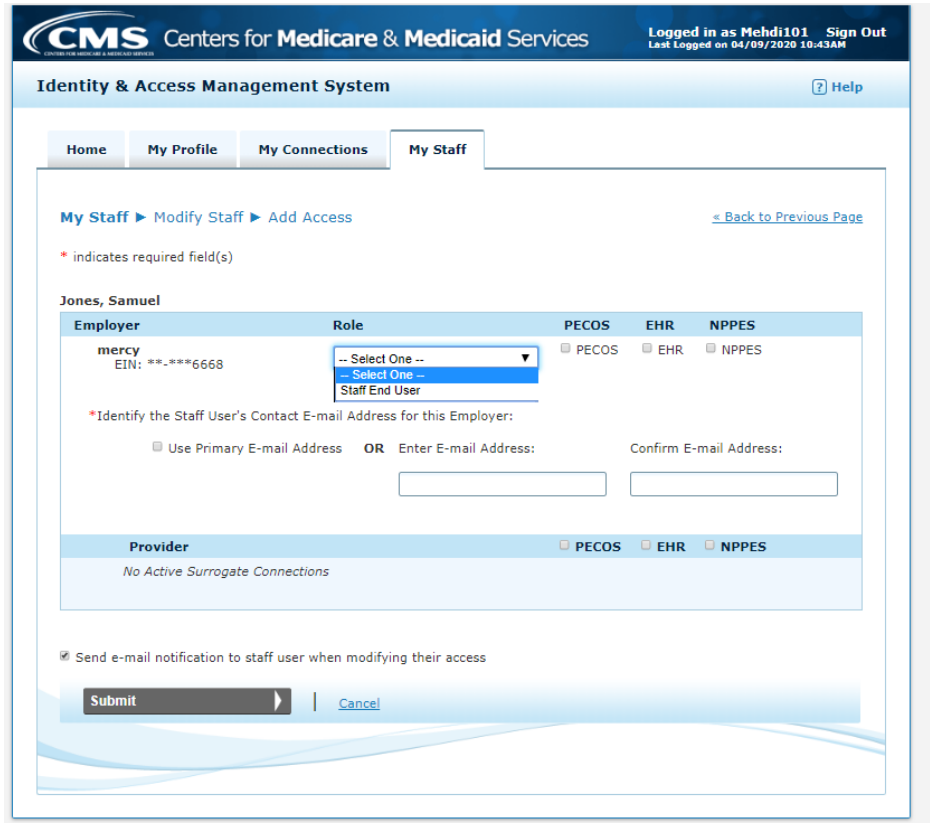 CMS Centers for Medicare & Medicaid Services
CENTERS FOR MEDICARE & MEDICAID SERVICES
Logged in as Mehdi101 Sign Out
Last Logged on 04/09/2020 10:43AM
Identity & Access Management System
? Help
Home My Profile My Connections My Staff
My Staff ► Modify Staff ► Add Access « Back to Previous Page
* indicates required field(s)
Jones, Samuel
Employer Role PECOS EHR NPPES
mercy -- Select One -- ▼ PECOS EHR NPPES
EIN: **-***6668
-- Select One --
Staff End User
*Identify the Staff User's Contact E-mail Address for this Employer:
Use Primary E-mail Address OR Enter E-mail Address: Confirm E-mail Address:
Provider PECOS EHR NPPES
No Active Surrogate Connections
Send e-mail notification to staff user when modifying their access
Submit | Cancel